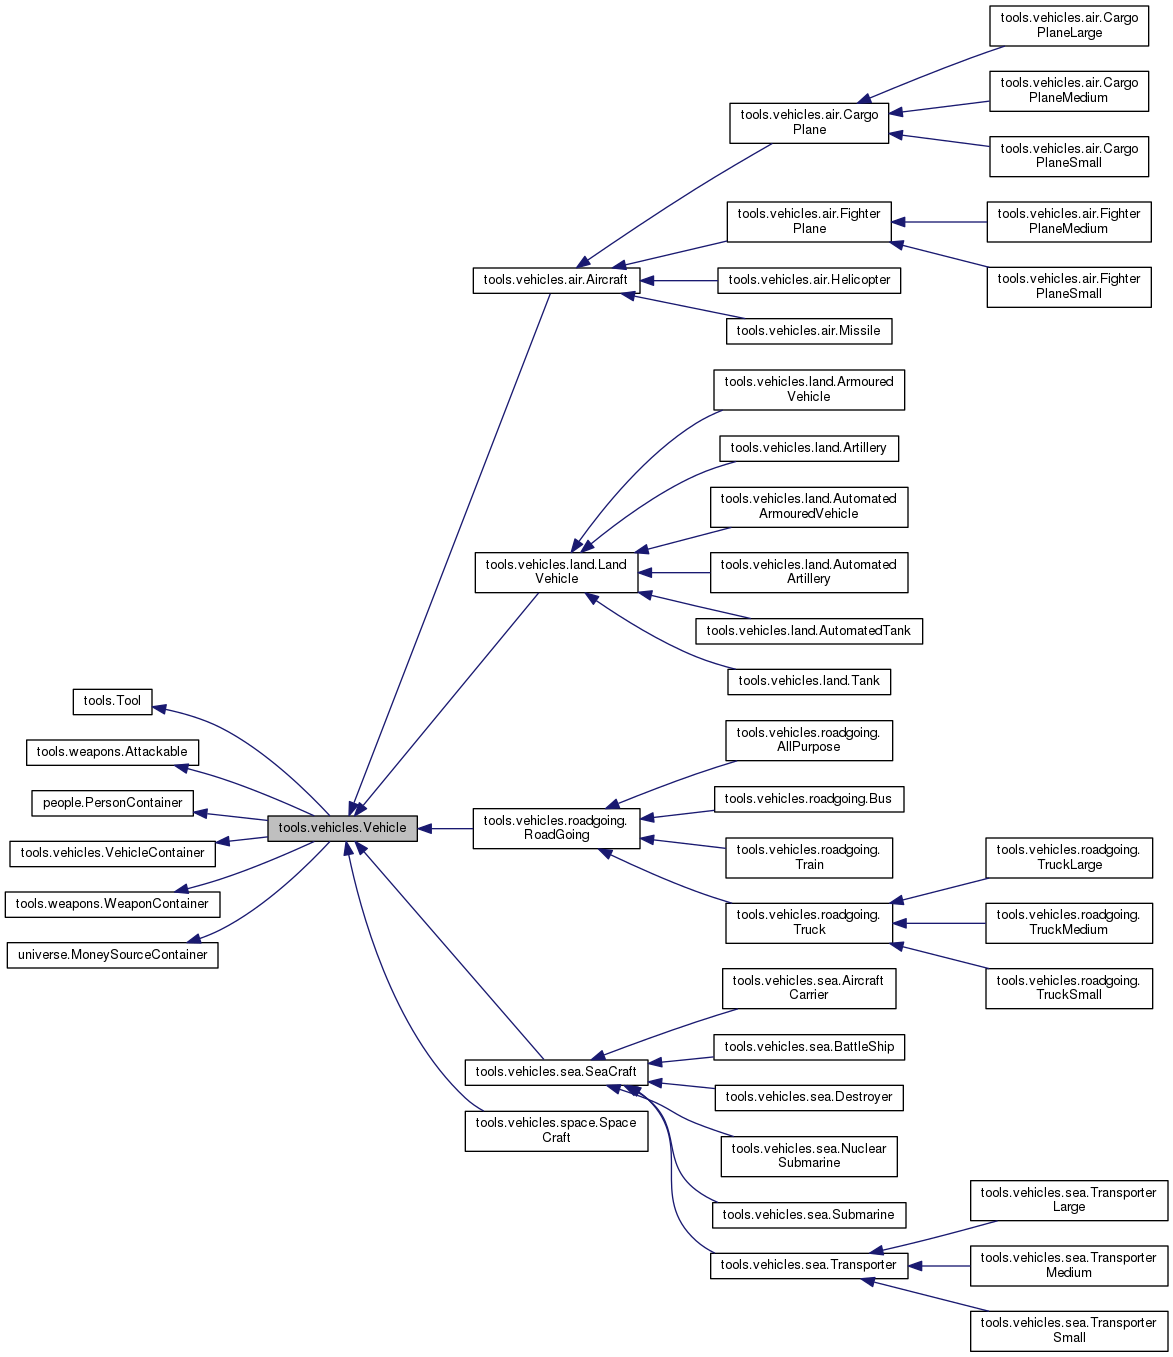 tools.vehicles.air.Cargo
PlaneLarge
tools.vehicles.air.Cargo
PlaneMedium
tools.vehicles.air.Cargo
Plane
tools.vehicles.air.Cargo
PlaneSmall
tools.vehicles.air.Fighter
Plane
tools.vehicles.air.Fighter
PlaneMedium
tools.vehicles.air.Aircraft
tools.vehicles.air.Helicopter
tools.vehicles.air.Fighter
PlaneSmall
tools.vehicles.air.Missile
tools.vehicles.land.Armoured
Vehicle
tools.vehicles.land.Artillery
tools.vehicles.land.Automated
ArmouredVehicle
tools.vehicles.land.Land
Vehicle
tools.vehicles.land.Automated
Artillery
tools.vehicles.land.AutomatedTank
tools.vehicles.land.Tank
tools.Tool
tools.weapons.Attackable
people.PersonContainer
tools.vehicles.Vehicle
tools.vehicles.VehicleContainer
tools.weapons.WeaponContainer
universe.MoneySourceContainer
tools.vehicles.roadgoing.
AllPurpose
tools.vehicles.roadgoing.Bus
tools.vehicles.roadgoing.
RoadGoing
tools.vehicles.roadgoing.
Train
tools.vehicles.roadgoing.
TruckLarge
tools.vehicles.roadgoing.
Truck
tools.vehicles.roadgoing.
TruckMedium
tools.vehicles.roadgoing.
TruckSmall
tools.vehicles.sea.Aircraft
Carrier
tools.vehicles.sea.BattleShip
tools.vehicles.sea.SeaCraft
tools.vehicles.sea.Destroyer
tools.vehicles.space.Space
Craft
tools.vehicles.sea.Nuclear
Submarine
tools.vehicles.sea.Submarine
tools.vehicles.sea.Transporter
Large
tools.vehicles.sea.Transporter
tools.vehicles.sea.Transporter
Medium
tools.vehicles.sea.Transporter
Small